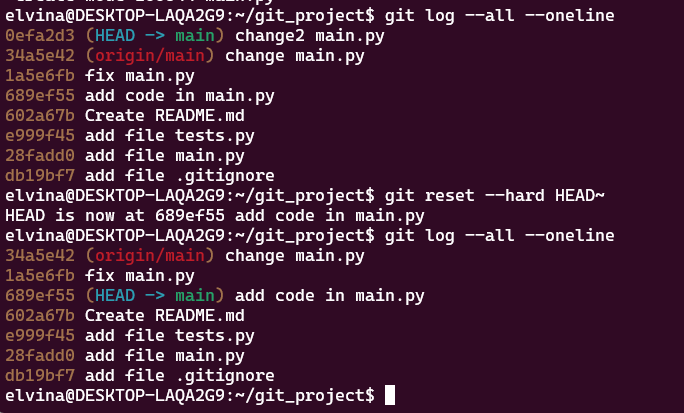 elvina@DESKTOP-LAQA2G9:~/git_project$ git log --all --oneline
0efa2d3 (HEAD -> main) change2 main.py
34a5e42 (origin/main) change main.py
1a5e6fb fix main.py
689ef55 add code in main.py
602a67b Create README.md
e999f45 add file tests.py
28fadd0 add file main.py
db19bf7 add file .gitignore
elvina@DESKTOP-LAQA2G9:~/git_project$ git reset --hard HEAD~
HEAD is now at 689ef55 add code in main.py
elvina@DESKTOP-LAQA2G9:~/git_project$ git log --all --oneline
34a5e42 (origin/main) change main.py
1a5e6fb fix main.py
689ef55 (HEAD -> main) add code in main.py
602a67b Create README.md
e999f45 add file tests.py
28fadd0 add file main.py
db19bf7 add file .gitignore
elvina@DESKTOP-LAQA2G9:~/git_project$